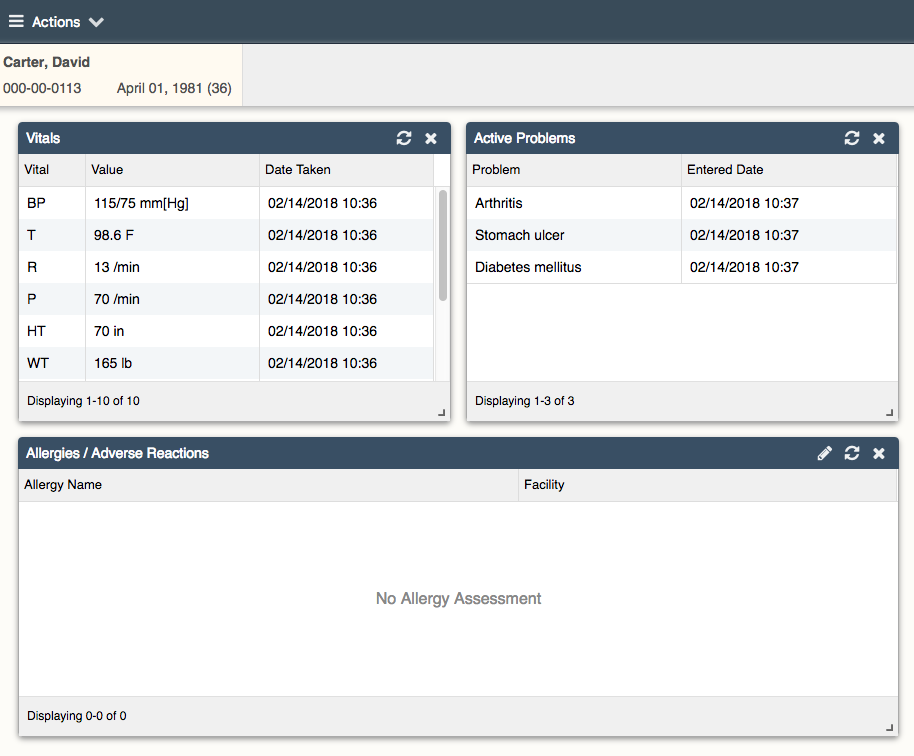 Actions
Carter, David
000-00-0113 April 01, 1981 (36)
Vitals
Vital Value Date Taken
BP 115/75 mm[Hg] 02/14/2018 10:36
T 98.6 F 02/14/2018 10:36
R 13 /min 02/14/2018 10:36
P 70 /min 02/14/2018 10:36
HT 70 in 02/14/2018 10:36
WT 165 lb 02/14/2018 10:36
Displaying 1-10 of 10
Active Problems
Problem Entered Date
Arthritis 02/14/2018 10:37
Stomach ulcer 02/14/2018 10:37
Diabetes mellitus 02/14/2018 10:37
Displaying 1-3 of 3
Allergies / Adverse Reactions
Allergy Name Facility
No Allergy Assessment
Displaying 0-0 of 0